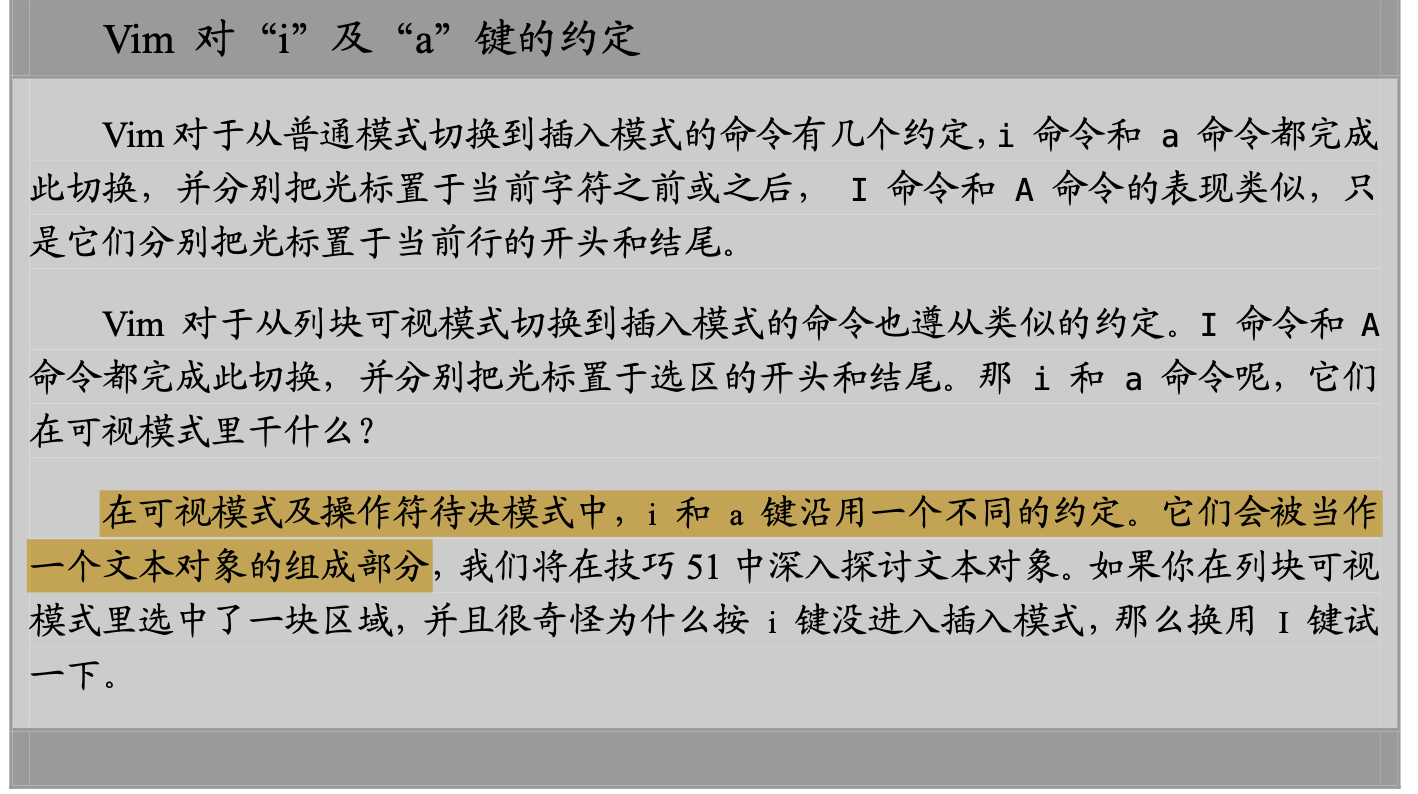 Vim 对“i”及“a”键的约定
Vim 对于从普通模式切换到插入模式的命令有几个约定，i 命令和 a 命令都完成
此切换，并分别把光标置于当前字符之前或之后， I 命令和 A 命令的表现类似，只
是它们分别把光标置于当前行的开头和结尾。
Vim 对于从列块可视模式切换到插入模式的命令也遵从类似的约定。I 命令和 A
命令都完成此切换，并分别把光标置于选区的开头和结尾。那 i 和 a 命令呢，它们
在可视模式里干什么？
在可视模式及操作符待决模式中，i 和 a 键沿用一个不同的约定。它们会被当作
一个文本对象的组成部分，我们将在技巧 51 中深入探讨文本对象。如果你在列块可视
模式里选中了一块区域，并且很奇怪为什么按 i 键没进入插入模式，那么换用 I 键试
一下。